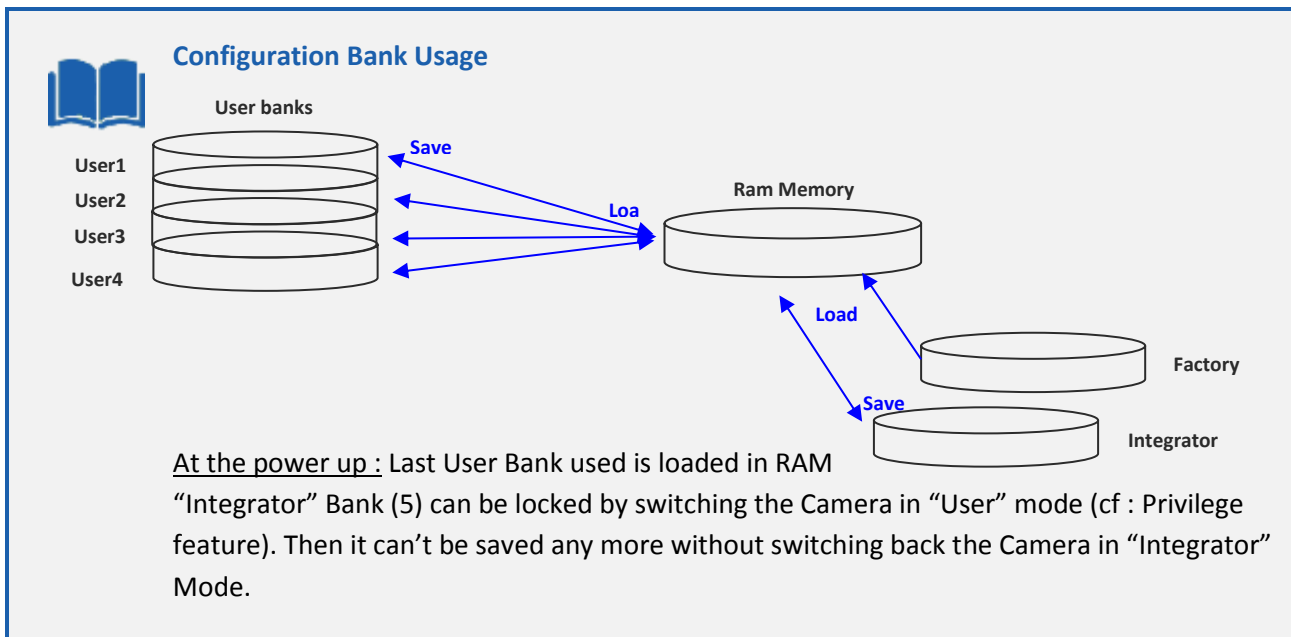 Configuration Bank Usage
User banks
User1
User2
User3
User4
Save
Loa
Ram Memory
Load
Save
Factory
Integrator
At the power up : Last User Bank used is loaded in RAM
“Integrator” Bank (5) can be locked by switching the Camera in “User” mode (cf : Privilege
feature). Then it can’t be saved any more without switching back the Camera in “Integrator”
Mode.